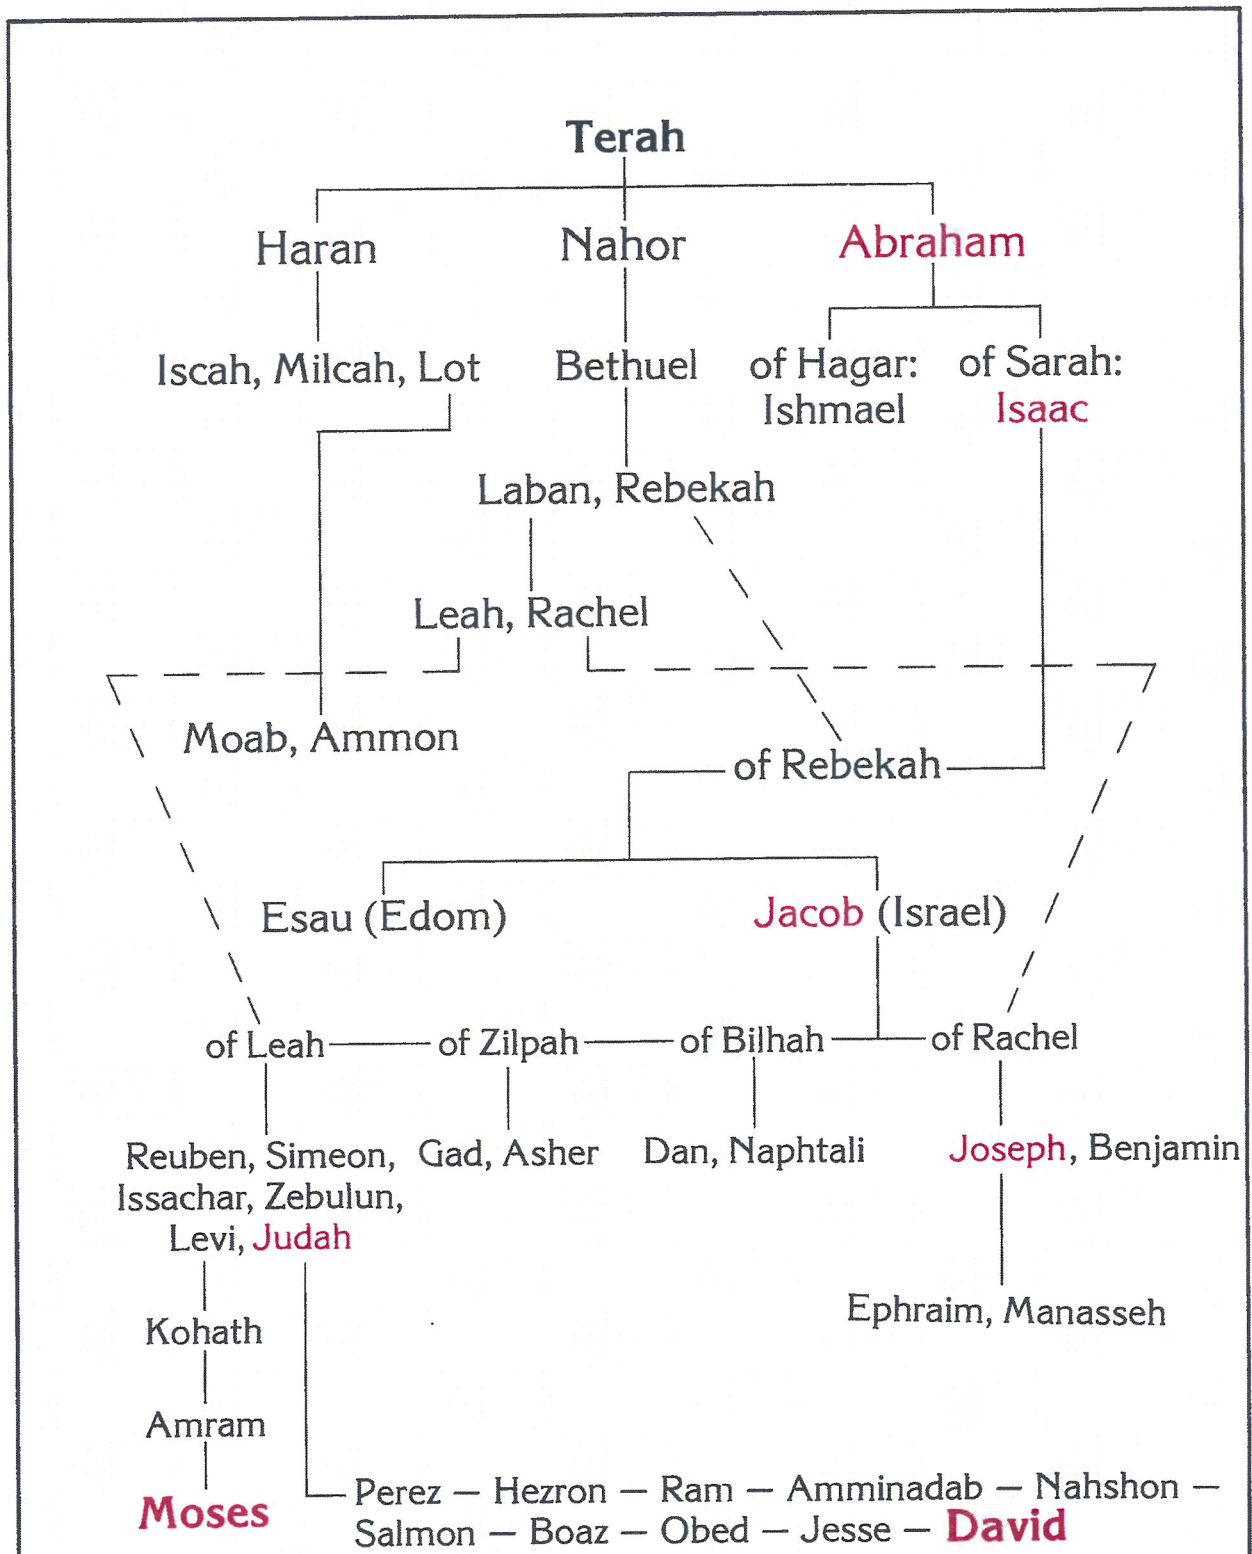 Terah
Haran Nahor Abraham
Iscah, Milcah, Lot Bethuel of Hagar: of Sarah:
Ishmael Isaac
Laban, Rebekah
Leah, Rachel
Moab, Ammon
of Rebekah
Esau (Edom) Jacob (Israel)
of Leah of Zilpah of Bilhah of Rachel
Reuben, Simeon, Gad, Asher Dan, Naphtali Joseph, Benjamin
Issachar, Zebulun,
Levi, Judah
Ephraim, Manasseh
Kohath
Amram
Moses
Perez — Hezron — Ram — Amminadab — Nahshon —
Salmon — Boaz — Obed — Jesse — David